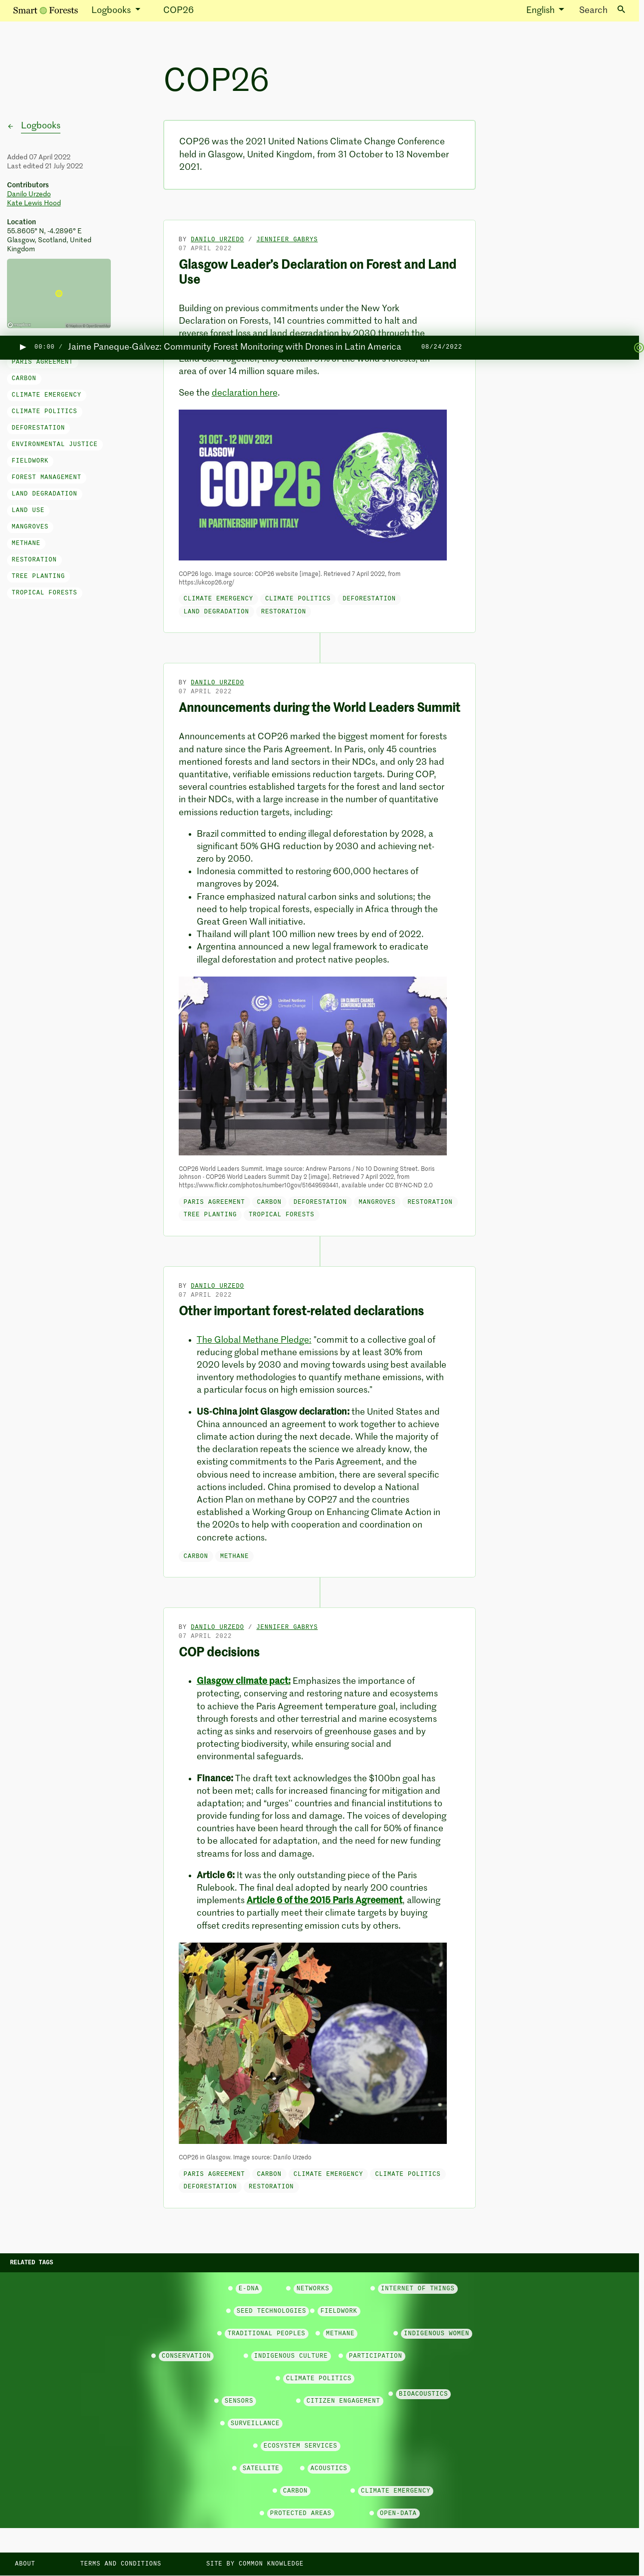 Smart Forests
Logbooks
COP26
English
Search
COP26
Logbooks
Added 07 April 2022
Last edited 21 July 2022
Contributors
Danilo Urzedo
Kate Lewis Hood
Location
55.8605° N, -4.2896° E
Glasgow, Scotland, United
Kingdom
COP26 was the 2021 United Nations Climate Change Conference
held in Glasgow, United Kingdom, from 31 October to 13 November
2021.
BY DANILO URZEDO / JENNIFER GABRYS
07 APRIL 2022
Glasgow Leader's Declaration on Forest and Land
Use
Building on previous commitments under the New York
Declaration on Forests, 141 countries committed to halt and
reverse forest loss and land degradation by 2030 through the
▶ 00:00 / Jaime Paneque-Gálvez: Community Forest Monitoring with Drones in Latin America 08/24/2022
area of over 14 million square miles.
See the declaration here.
PARIS AGREEMENT
CARBON
CLIMATE EMERGENCY
CLIMATE POLITICS
DEFORESTATION
ENVIRONMENTAL JUSTICE
FIELDWORK
FOREST MANAGEMENT
LAND DEGRADATION
LAND USE
MANGROVES
METHANE
RESTORATION
TREE PLANTING
TROPICAL FORESTS
31 OCT - 12 NOV 2021
GLASGOW
COP26
IN PARTNERSHIP WITH ITALY
COP26 logo. Image source: COP26 website [image]. Retrieved 7 April 2022, from
https://ukcop26.org/
CLIMATE EMERGENCY CLIMATE POLITICS DEFORESTATION
LAND DEGRADATION RESTORATION
BY DANILO URZEDO
07 APRIL 2022
Announcements during the World Leaders Summit
Announcements at COP26 marked the biggest moment for forests
and nature since the Paris Agreement. In Paris, only 45 countries
mentioned forests and land sectors in their NDCs, and only 23 had
quantitative, verifiable emissions reduction targets. During COP,
several countries established targets for the forest and land sector
in their NDCs, with a large increase in the number of quantitative
emissions reduction targets, including:
• Brazil committed to ending illegal deforestation by 2028, a
significant 50% GHG reduction by 2030 and achieving net-
zero by 2050.
• Indonesia committed to restoring 600,000 hectares of
mangroves by 2024.
• France emphasized natural carbon sinks and solutions; the
need to help tropical forests, especially in Africa through the
Great Green Wall initiative.
• Thailand will plant 100 million new trees by end of 2022.
• Argentina announced a new legal framework to eradicate
illegal deforestation and protect native peoples.
United Nations
Climate Change
UN CLIMATE
CHANGE
CONFERENCE
UK 2021
COP26 World Leaders Summit. Image source: Andrew Parsons / No 10 Downing Street. Boris
Johnson - COP26 World Leaders Summit Day 2 [image]. Retrieved 7 April 2022, from
https://www.flickr.com/photos/number10gov/51649593441. available under CC BY-NC-ND 2.0
PARIS AGREEMENT CARBON DEFORESTATION MANGROVES RESTORATION
TREE PLANTING TROPICAL FORESTS
BY DANILO URZEDO
07 APRIL 2022
Other important forest-related declarations
• The Global Methane Pledge: "commit to a collective goal of
reducing global methane emissions by at least 30% from
2020 levels by 2030 and moving towards using best available
inventory methodologies to quantify methane emissions, with
a particular focus on high emission sources."
• US-China joint Glasgow declaration: the United States and
China announced an agreement to work together to achieve
climate action during the next decade. While the majority of
the declaration repeats the science we already know, the
existing commitments to the Paris Agreement, and the
obvious need to increase ambition, there are several specific
actions included. China promised to develop a National
Action Plan on methane by COP27 and the countries
established a Working Group on Enhancing Climate Action in
the 2020s to help with cooperation and coordination on
concrete actions.
CARBON METHANE
BY DANILO URZEDO / JENNIFER GABRYS
07 APRIL 2022
COP decisions
• Glasgow climate pact: Emphasizes the importance of
protecting, conserving and restoring nature and ecosystems
to achieve the Paris Agreement temperature goal, including
through forests and other terrestrial and marine ecosystems
acting as sinks and reservoirs of greenhouse gases and by
protecting biodiversity, while ensuring social and
environmental safeguards.
• Finance: The draft text acknowledges the $100bn goal has
not been met; calls for increased financing for mitigation and
adaptation; and "urges" countries and financial institutions to
provide funding for loss and damage. The voices of developing
countries have been heard through the call for 50% of finance
to be allocated for adaptation, and the need for new funding
streams for loss and damage.
• Article 6: It was the only outstanding piece of the Paris
Rulebook. The final deal adopted by nearly 200 countries
implements Article 6 of the 2015 Paris Agreement, allowing
countries to partially meet their climate targets by buying
offset credits representing emission cuts by others.
COP26 in Glasgow. Image source: Danilo Urzedo
PARIS AGREEMENT CARBON CLIMATE EMERGENCY CLIMATE POLITICS
DEFORESTATION RESTORATION
RELATED TAGS
E-DNA NETWORKS INTERNET OF THINGS
SEED TECHNOLOGIES FIELDWORK
TRADITIONAL PEOPLES METHANE INDIGENOUS WOMEN
CONSERVATION INDIGENOUS CULTURE PARTICIPATION
CLIMATE POLITICS
BIOACOUSTICS
SENSORS CITIZEN ENGAGEMENT
SURVEILLANCE
ECOSYSTEM SERVICES
SATELLITE ACOUSTICS
CARBON CLIMATE EMERGENCY
PROTECTED AREAS OPEN-DATA
ABOUT TERMS AND CONDITIONS SITE BY COMMON KNOWLEDGE